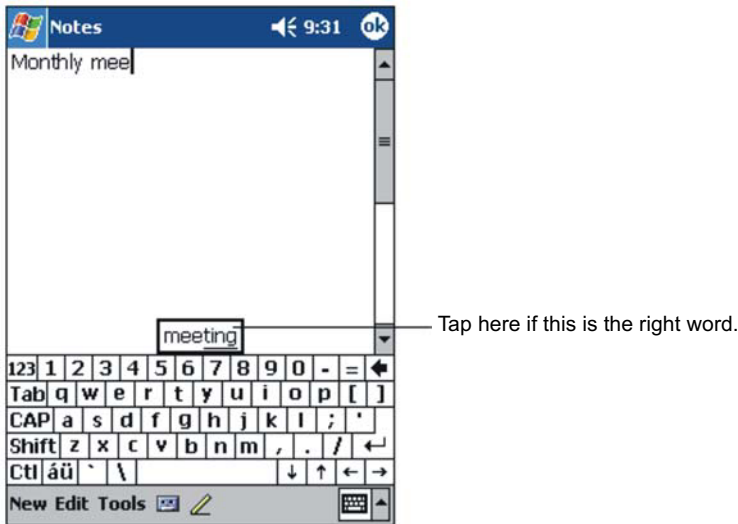 Notes 9:31 ok
Monthly mee
meeting
Tap here if this is the right word.
123 1 2 3 4 5 6 7 8 9 0 - = ←
Tab q w e r t y u i o p [ ]
CAP a s d f g h j k l ; '
Shift z x c v b n m , . / ↵
Ctl áü ` \ ↓ ↑ ← →
New Edit Tools